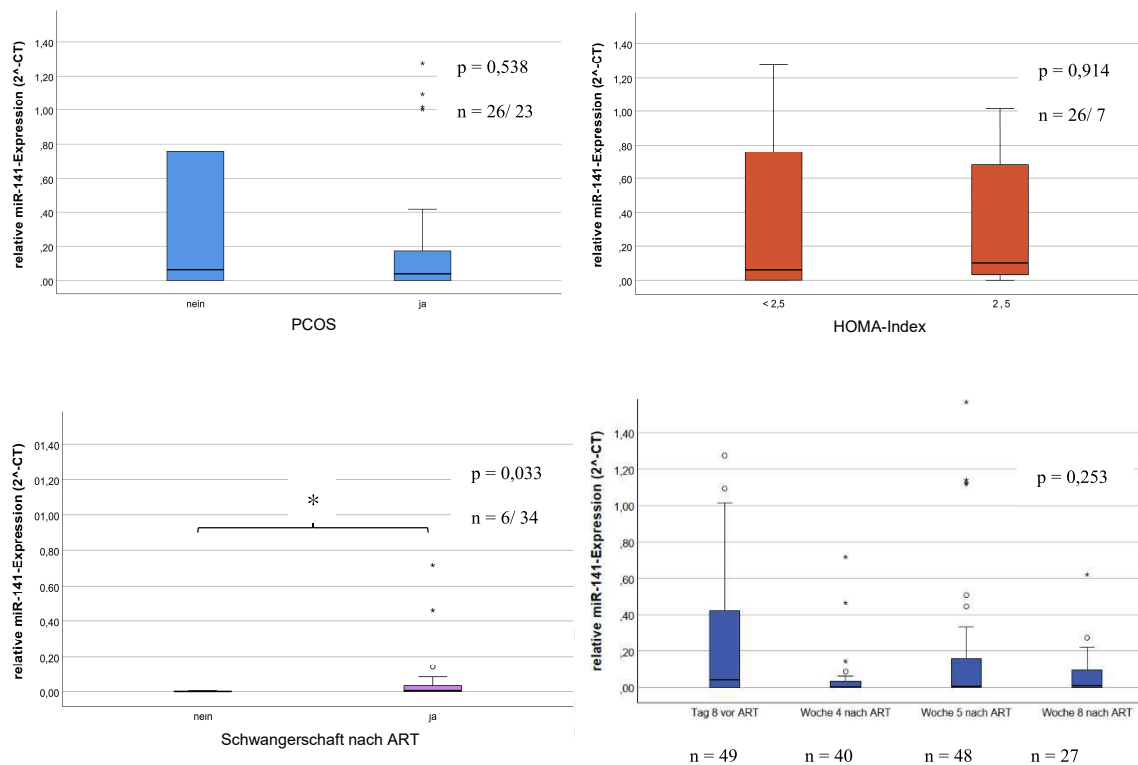 relative miR-141-Expression (2^-CT)
1,40
1,20
1,00
,80
,60
,40
,20
,00
p = 0,538
n = 26/ 23
nein
ja
PCOS
relative miR-141-Expression (2^-CT)
1,40
1,20
1,00
,80
,60
,40
,20
,00
p = 0,914
n = 26/ 7
< 2,5
2 , 5
HOMA-Index
relative miR-141-Expression (2^-CT)
01,40
01,20
01,00
0,80
0,60
01,40
0,20
0,00
p = 0,033
n = 6/ 34
*
nein
ja
Schwangerschaft nach ART
relative miR-141-Expression (2^-CT)
1,40
1,20
1,00
,80
,60
,40
,20
,00
p = 0,253
Tag 8 vor ART
Woche 4 nach ART
Woche 5 nach ART
Woche 8 nach ART
n = 49
n = 40
n = 48
n = 27